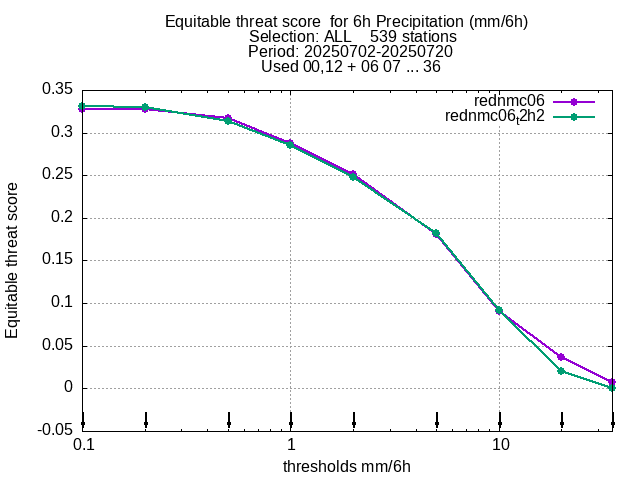 Equitable threat score  for 6h Precipitation (mm/6h)
Selection: ALL    539 stations
Period: 20250702-20250720
Used 00,12 + 06 07 ... 36
rednmc06
rednmc06t2h2
Equitable threat score
0.35
0.3
0.25
0.2
0.15
0.1
0.05
0
-0.05
0.1 1 10
thresholds mm/6h